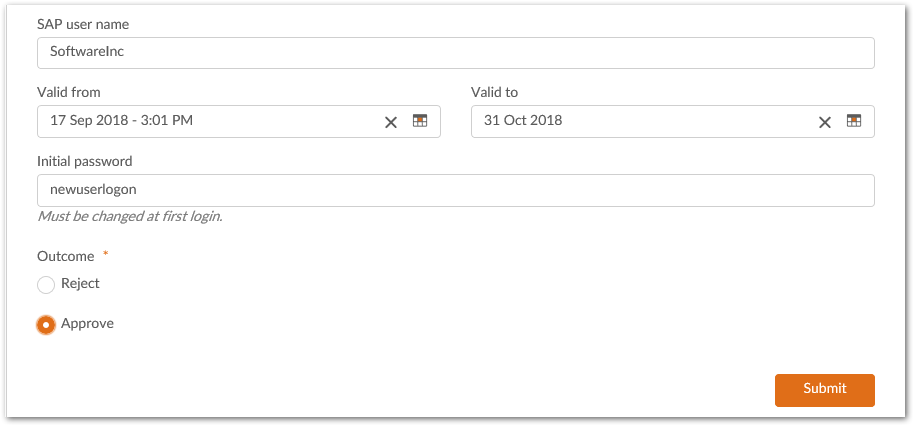 SAP user name
SoftwareInc
Valid from
Valid to
17 Sep 2018 - 3:01 PM
31 Oct 2018
Initial password
newuserlogon
Must be changed at first login.
Outcome *
Reject
Approve
Submit